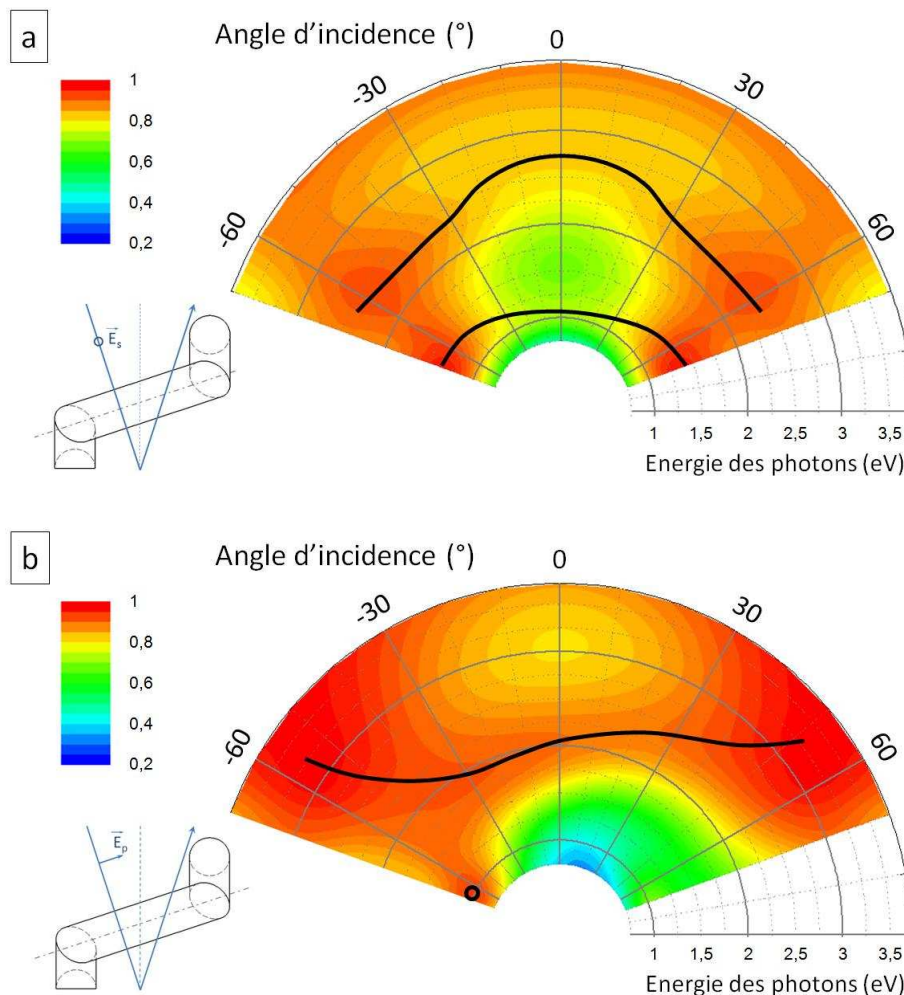 a
Angle d'incidence (°)
1
0,8
0,6
0,4
0,2
-60
-30
0
30
60
E_s
1 1,5 2 2,5 3 3,5
Energie des photons (eV)
b
Angle d'incidence (°)
1
0,8
0,6
0,4
0,2
-60
-30
0
30
60
E_p
1 1,5 2 2,5 3 3,5
Energie des photons (eV)